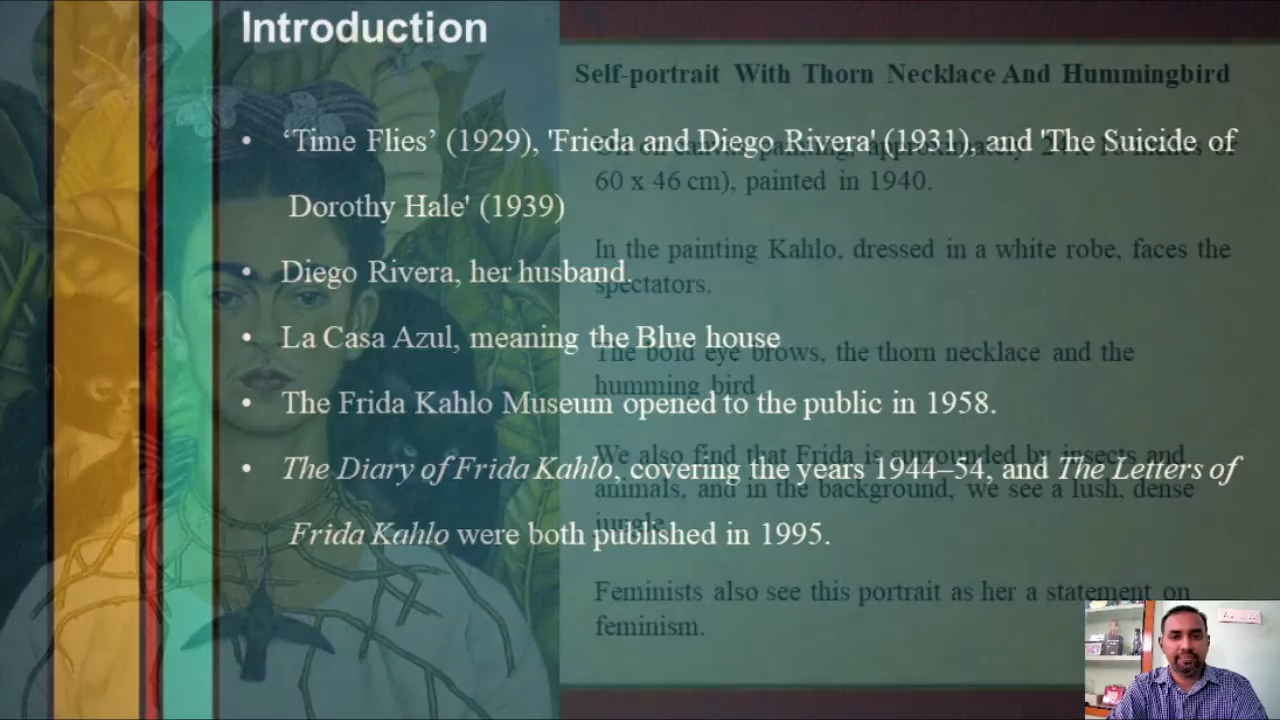 Introduction
Self-portrait With Thorn Necklace And Hummingbird
• ‘Time Flies’ (1929), 'Frieda and Diego Rivera' (1931), and 'The Suicide of
Dorothy Hale' (1939)
• Diego Rivera, her husband.
• La Casa Azul, meaning the Blue house
• The Frida Kahlo Museum opened to the public in 1958.
• The Diary of Frida Kahlo, covering the years 1944–54, and The Letters of
Frida Kahlo were both published in 1995.
60 x 46 cm), painted in 1940.
In the painting Kahlo, dressed in a white robe, faces the
spectators.
The bold eye brows, the thorn necklace and the
humming bird
We also find that Frida is surrounded by insects and
animals, and in the background, we see a lush, dense
jungle.
Feminists also see this portrait as her a statement on
feminism.